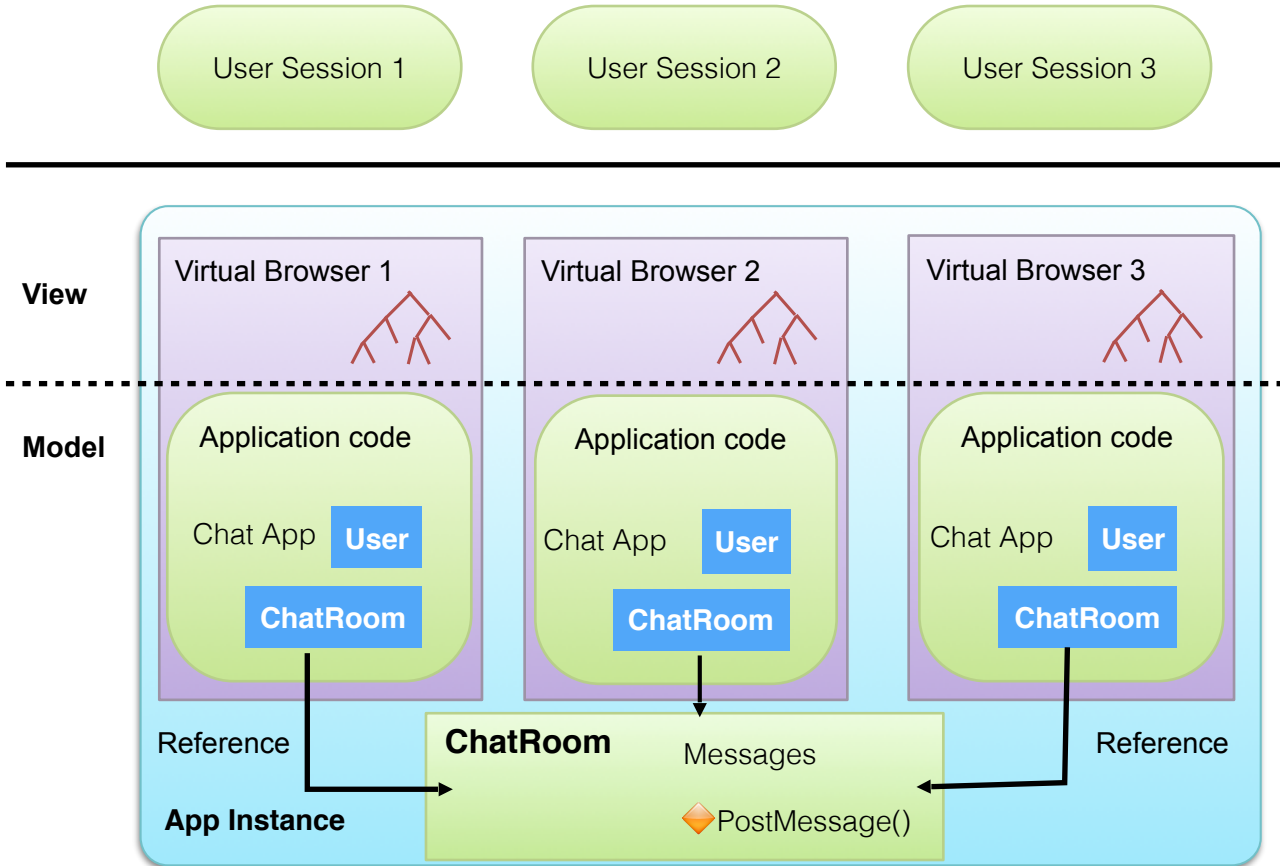 User Session 1
User Session 2
User Session 3
View
Virtual Browser 1
Virtual Browser 2
Virtual Browser 3
Model
Application code
Application code
Application code
Chat App
User
Chat App
User
Chat App
User
ChatRoom
ChatRoom
ChatRoom
Reference
ChatRoom
Messages
Reference
App Instance
PostMessage()